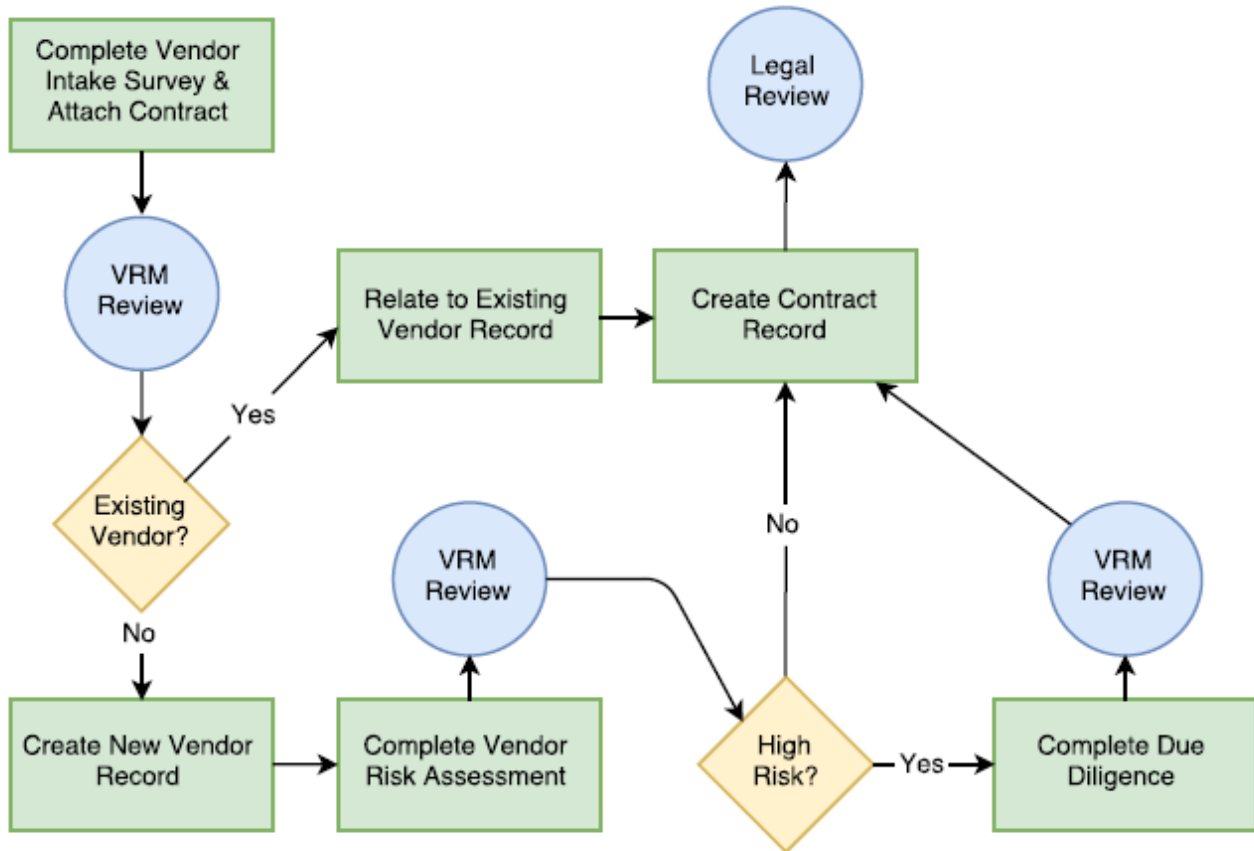 Complete Vendor
Intake Survey &
Attach Contract
Legal
Review
VRM
Review
Relate to Existing
Vendor Record
Create Contract
Record
Yes
Existing
Vendor?
No
VRM
Review
No
VRM
Review
Create New Vendor
Record
Complete Vendor
Risk Assessment
High
Risk?
Yes
Complete Due
Diligence